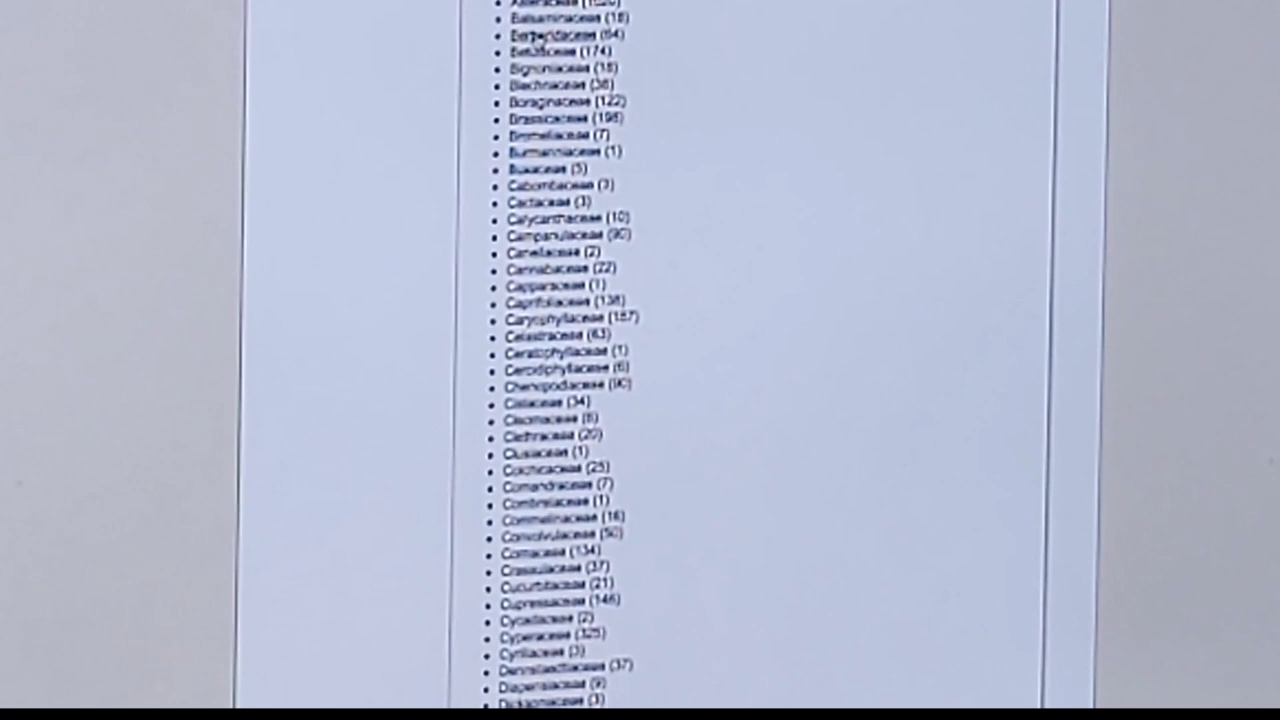 Balsaminaceae (18)
Berberidaceae (64)
Betulaceae (174)
Bignoniaceae (18)
Blechnaceae (38)
Boraginaceae (122)
Brassicaceae (198)
Bromeliaceae (7)
Burmanniaceae (1)
Buxaceae (5)
Cabombaceae (3)
Cactaceae (3)
Calycanthaceae (10)
Campanulaceae (90)
Canellaceae (2)
Cannabaceae (22)
Capparaceae (1)
Caprifoliaceae (138)
Caryophyllaceae (187)
Celastraceae (63)
Ceratophyllaceae (1)
Cercidiphyllaceae (6)
Chenopodiaceae (90)
Cistaceae (34)
Cleomaceae (8)
Clethraceae (20)
Clusiaceae (1)
Colchicaceae (25)
Comandraceae (7)
Combretaceae (1)
Commelinaceae (16)
Convolvulaceae (50)
Cornaceae (134)
Crassulaceae (37)
Cucurbitaceae (21)
Cupressaceae (146)
Cycadaceae (2)
Cyperaceae (325)
Cyrillaceae (3)
Dennstaedtiaceae (37)
Diapensiaceae (9)